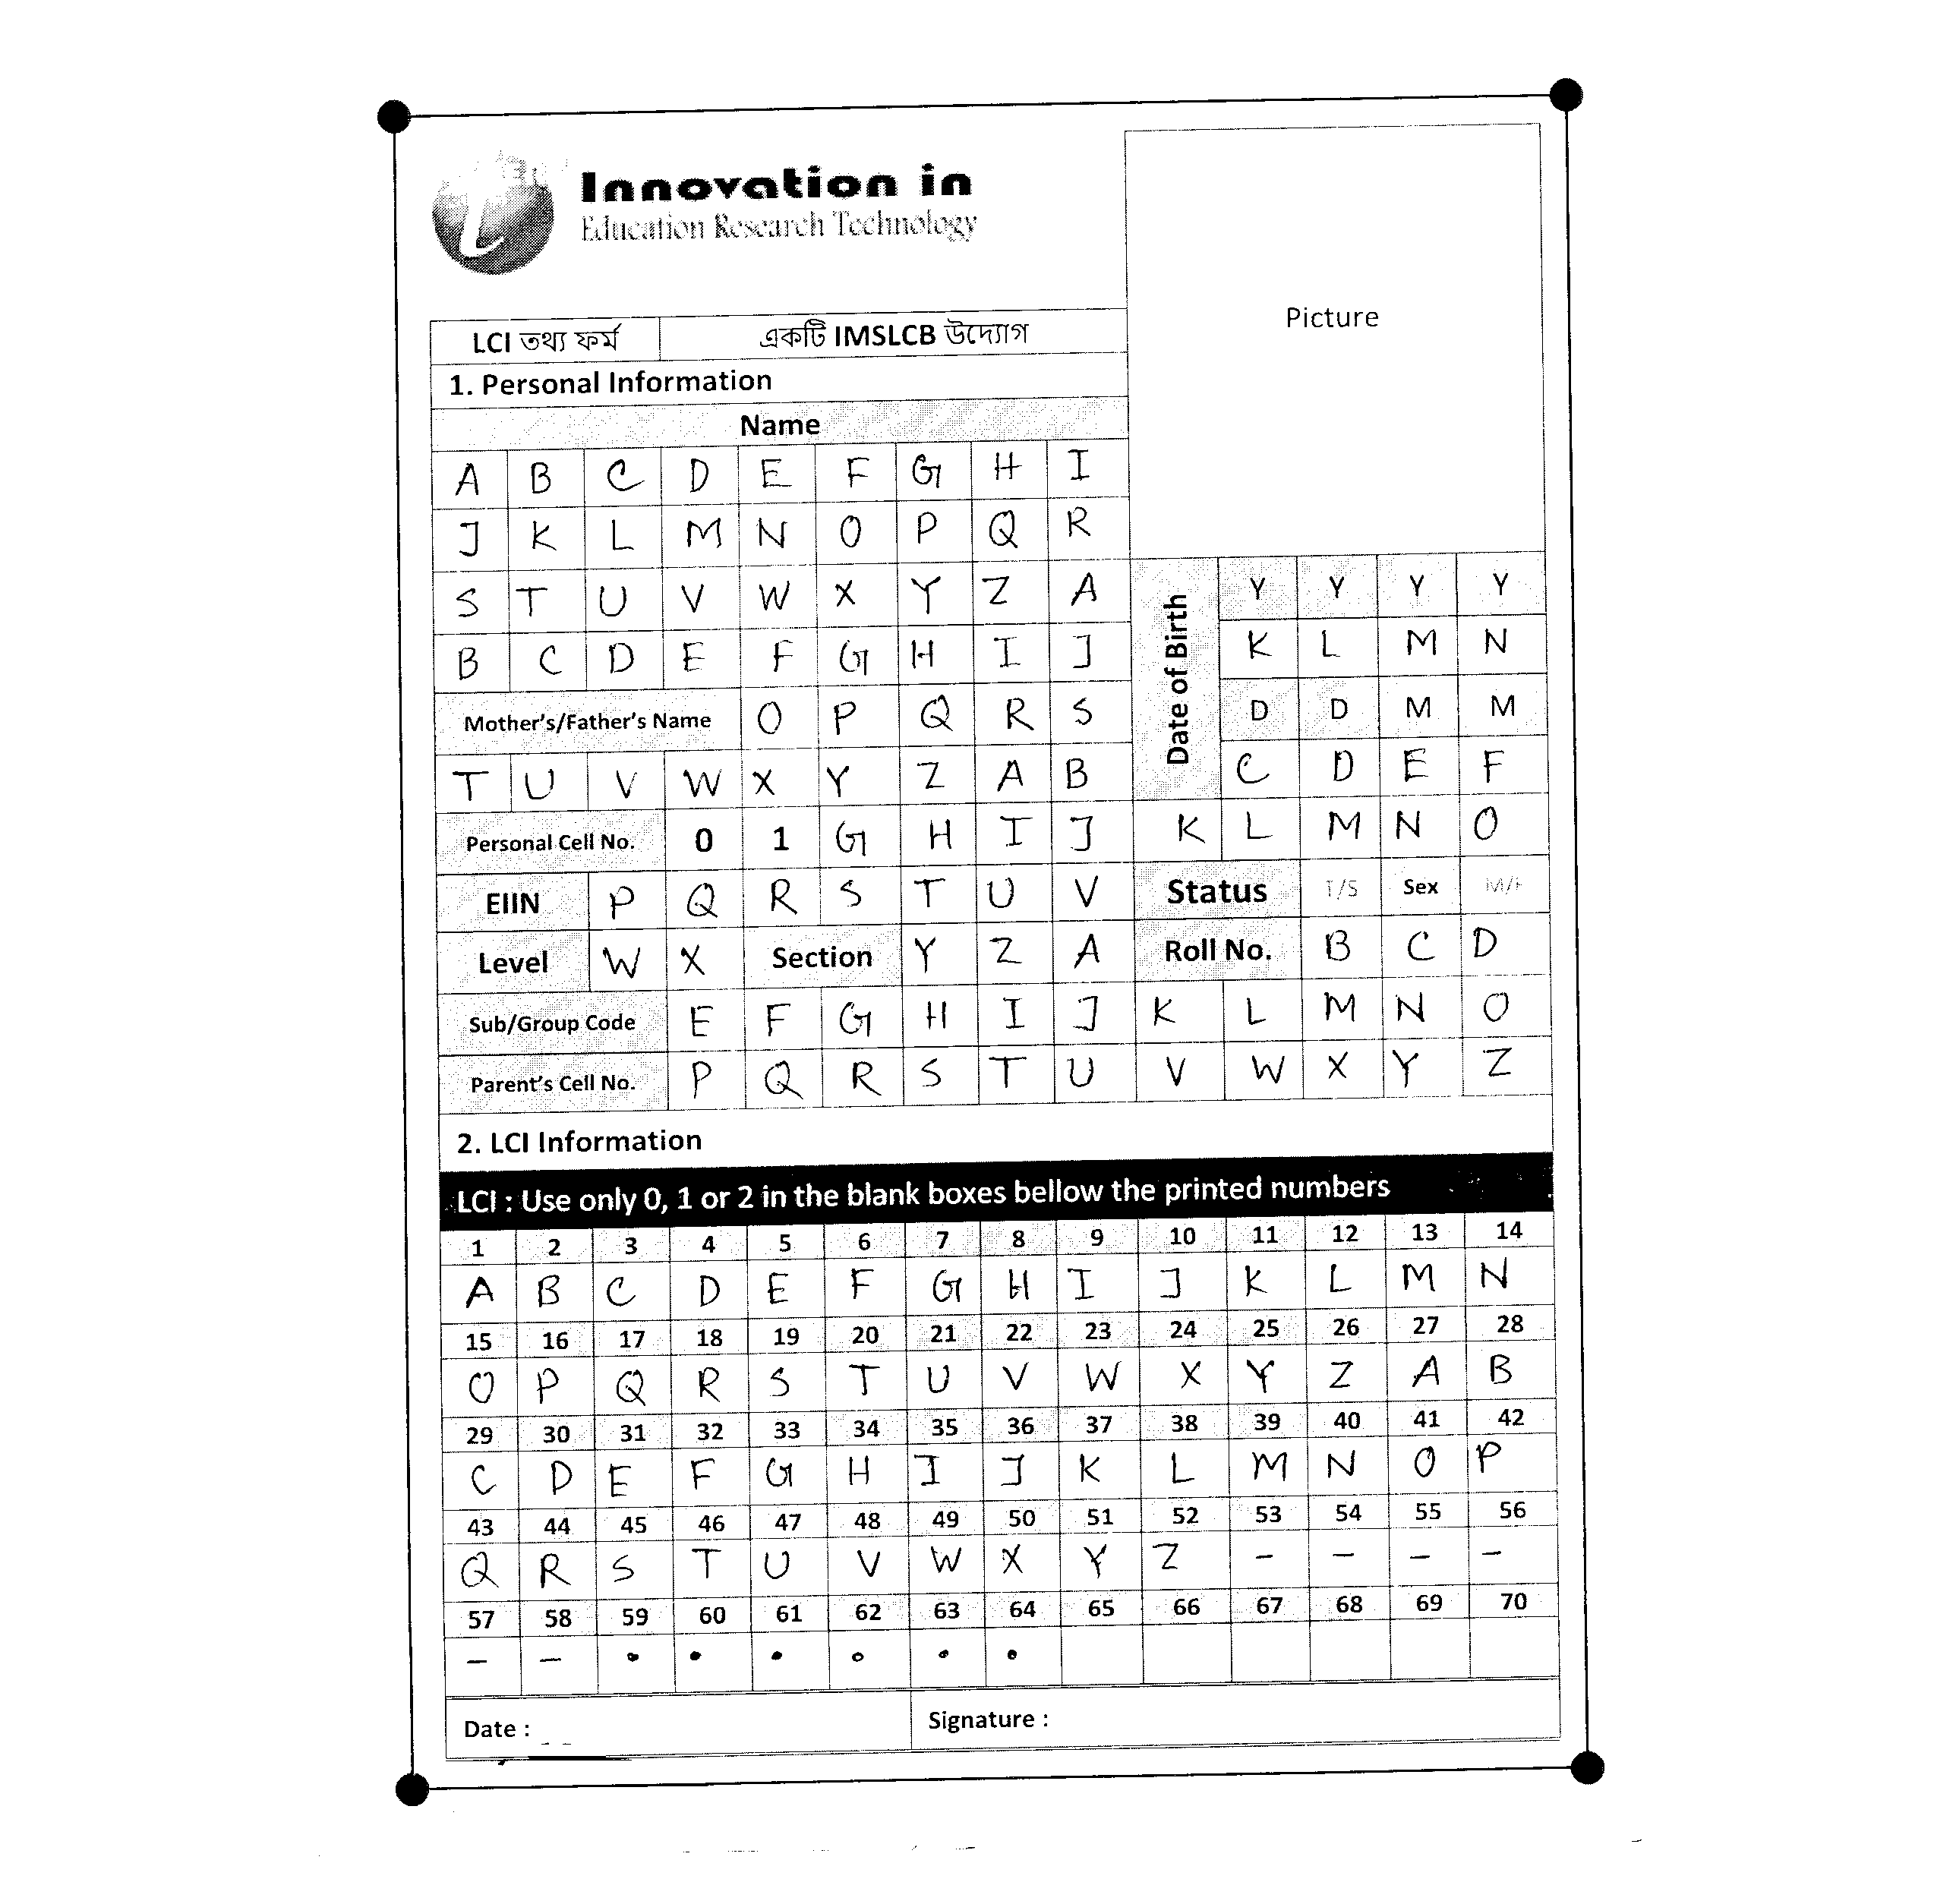 Innovation in
Education Research Technology
Picture
LCI তথ্য ফর্ম একটি IMSLCB উদ্যোগ
1. Personal Information
Name
A B C D E F G H I
J K L M N O P Q R
S T U V W X Y Z A
Date of Birth Y Y Y Y
B C D E F G H I J K L M N
Mother's/Father's Name O P Q R S D D M M
T U V W X Y Z A B C D E F
Personal Cell No. 0 1 G H I J K L M N O
EIIN P Q R S T U V Status T/S Sex M/F
Level W X Section Y Z A Roll No. B C D
Sub/Group Code E F G H I J K L M N O
Parent's Cell No. P Q R S T U V W X Y Z
2. LCI Information
LCI : Use only 0, 1 or 2 in the blank boxes bellow the printed numbers
1 2 3 4 5 6 7 8 9 10 11 12 13 14
A B C D E F G H I J K L M N
15 16 17 18 19 20 21 22 23 24 25 26 27 28
O P Q R S T U V W X Y Z A B
29 30 31 32 33 34 35 36 37 38 39 40 41 42
C D E F G H I J K L M N O P
43 44 45 46 47 48 49 50 51 52 53 54 55 56
Q R S T U V W X Y Z - - - -
57 58 59 60 61 62 63 64 65 66 67 68 69 70
- - • • • • • •
Date : Signature :